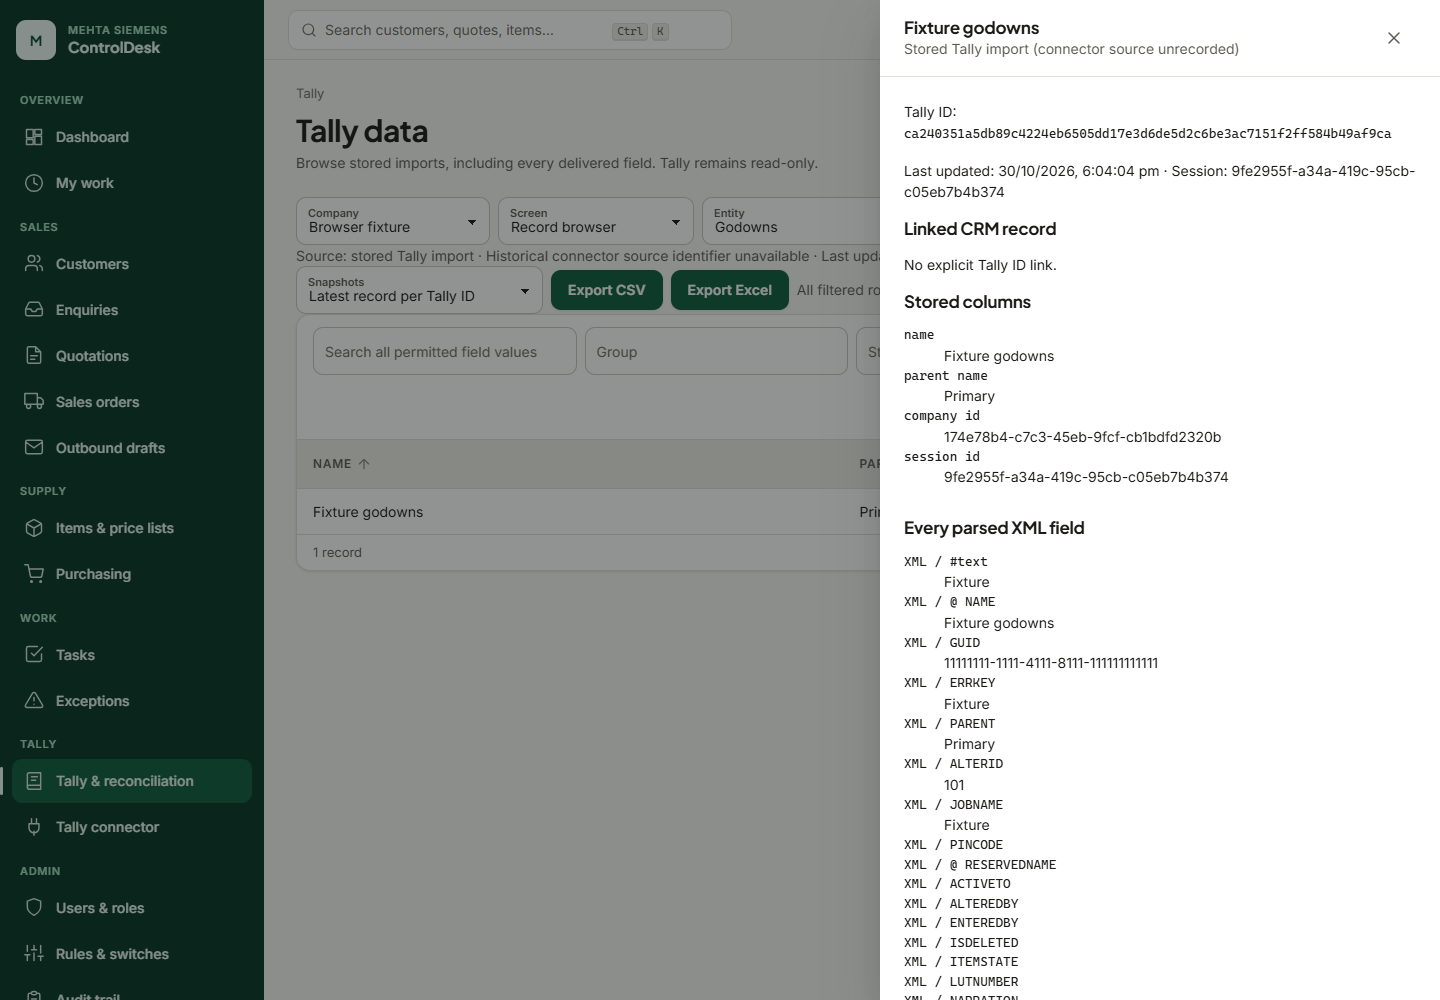 M
MEHTA SIEMENS
ControlDesk
OVERVIEW
Dashboard
My work
SALES
Customers
Enquiries
Quotations
Sales orders
Outbound drafts
SUPPLY
Items & price lists
Purchasing
WORK
Tasks
Exceptions
TALLY
Tally & reconciliation
Tally connector
ADMIN
Users & roles
Rules & switches
Audit trail
Search customers, quotes, items... Ctrl K
Tally
Tally data
Browse stored imports, including every delivered field. Tally remains read-only.
Company
Browser fixture
Screen
Record browser
Entity
Godowns
Source: stored Tally import · Historical connector source identifier unavailable · Last upda
Snapshots
Latest record per Tally ID
Export CSV
Export Excel
All filtered ro
Search all permitted field values
Group
St
NAME
PAR
Fixture godowns
Prin
1 record
Fixture godowns
Stored Tally import (connector source unrecorded)
Tally ID:
ca240351a5db89c4224eb6505dd17e3d6de5d2c6be3ac7151f2ff584b49af9ca
Last updated: 30/10/2026, 6:04:04 pm · Session: 9fe2955f-a34a-419c-95cb-
c05eb7b4b374
Linked CRM record
No explicit Tally ID link.
Stored columns
name
Fixture godowns
parent name
Primary
company id
174e78b4-c7c3-45eb-9fcf-cb1bdfd2320b
session id
9fe2955f-a34a-419c-95cb-c05eb7b4b374
Every parsed XML field
XML / #text
Fixture
XML / @ NAME
Fixture godowns
XML / GUID
11111111-1111-4111-8111-111111111111
XML / ERRKEY
Fixture
XML / PARENT
Primary
XML / ALTERID
101
XML / JOBNAME
Fixture
XML / PINCODE
XML / @ RESERVEDNAME
XML / ACTIVETO
XML / ALTEREDBY
XML / ENTEREDBY
XML / ISDELETED
XML / ITEMSTATE
XML / LUTNUMBER
XML / NARRATION